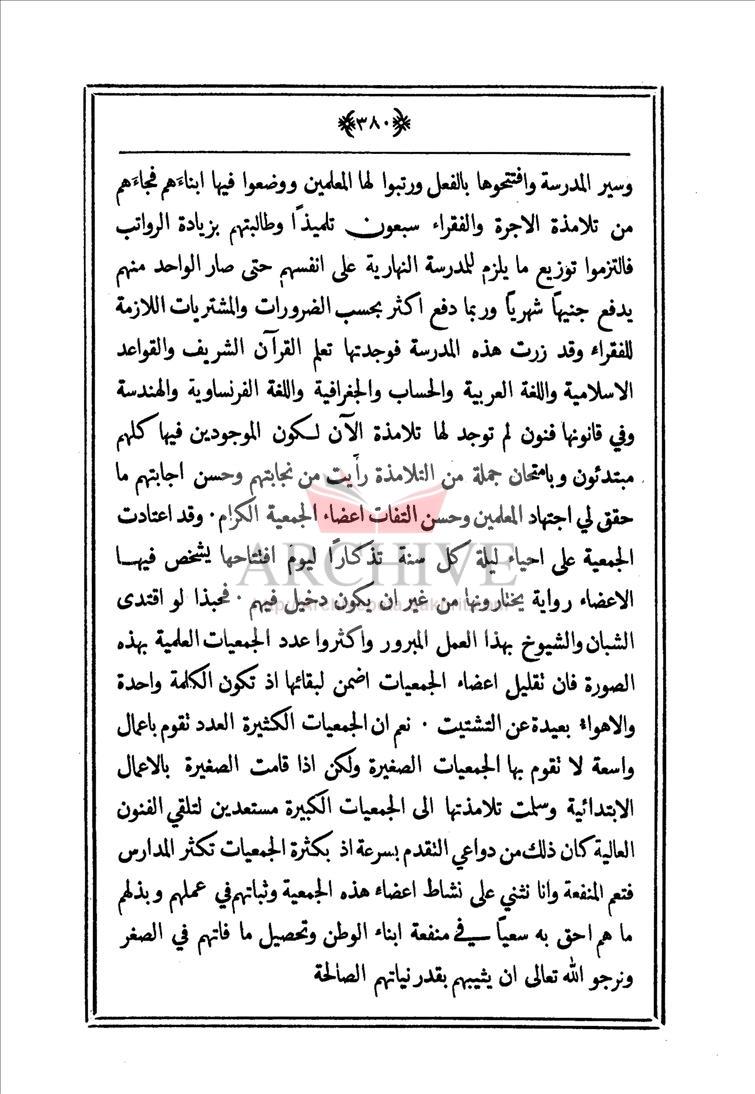 ﴿٣٨٠﴾
وسير المدرسة وافتتحوها بالفعل ورتبوا لها المعلمين ووضعوا فيها ابناءهم فجاءهم
من تلامذة الاجرة والفقراء سبعون تلميذًا وطالبتهم بزيادة الرواتب
فالتزموا توزيع ما يلزم للمدرسة النهارية على انفسهم حتى صار الواحد منهم
يدفع جنيهًا شهريًا وربما دفع اكثر بحسب الضرورات والمشتريات اللازمة
للفقراء وقد زرت هذه المدرسة فوجدتها تعلم القرآن الشريف والقواعد
الاسلامية واللغة العربية والحساب والجغرافية واللغة الفرنساوية والهندسة
وفي قانونها فنون لم توجد لها تلامذة الآن لكون الموجودين فيها كلهم
مبتدئون وبامتحان جملة من التلامذة رأيت من نجابتهم وحسن اجابتهم ما
حقق لي اجتهاد المعلمين وحسن التفات اعضاء الجمعية الكرام · وقد اعتادت
الجمعية على احياء ليلة كل سنة تذكارًا ليوم افتتاحها يشخص فيها
ARCHIVE
الاعضاء رواية يختارونها من غير ان يكون دخيل فيهم · فحبذا لو اقتدى
الشبان والشيوخ بهذا العمل المبرور واكثروا عدد الجمعيات العلمية بهذه
الصورة فان تقليل اعضاء الجمعيات اضمن لبقائها اذ تكون الكلمة واحدة
والاهواء بعيدة عن التشتيت · نعم ان الجمعيات الكثيرة العدد تقوم باعمال
واسعة لا تقوم بها الجمعيات الصغيرة ولكن اذا قامت الصغيرة بالاعمال
الابتدائية وسلمت تلامذتها الى الجمعيات الكبيرة مستعدين لتلقي الفنون
العالية كان ذلك من دواعي التقدم بسرعة اذ بكثرة الجمعيات تكثر المدارس
فتعم المنفعة وانا نثني على نشاط اعضاء هذه الجمعية وثباتهم في عملهم وبذلهم
ما هم احق به سعيًا في منفعة ابناء الوطن وتحصيل ما فاتهم في الصغر
ونرجو الله تعالى ان يثيبهم بقدر نياتهم الصالحة